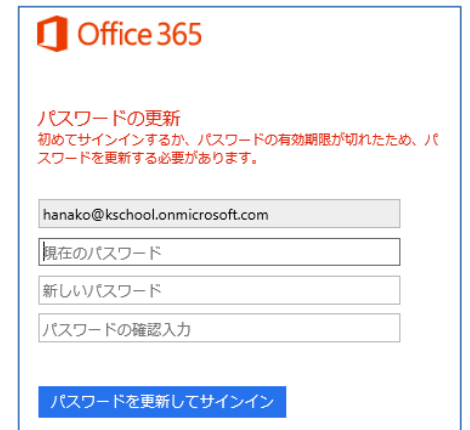 Office 365
パスワードの更新
初めてサインインするか、パスワードの有効期限が切れたため、パ
スワードを更新する必要があります。
hanako@kschool.onmicrosoft.com
現在のパスワード
新しいパスワード
パスワードの確認入力
パスワードを更新してサインイン